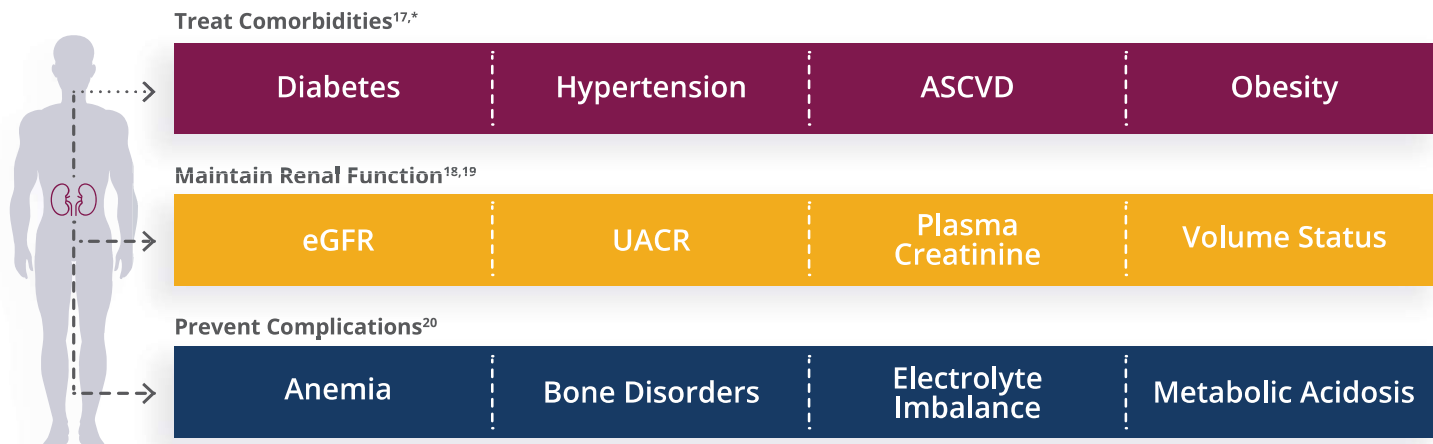 Treat Comorbidities17,*
Diabetes
Hypertension
ASCVD
Obesity
Maintain Renal Function18,19
eGFR
UACR
Plasma
Creatinine
Volume Status
Prevent Complications20
Anemia
Bone Disorders
Electrolyte
Imbalance
Metabolic Acidosis